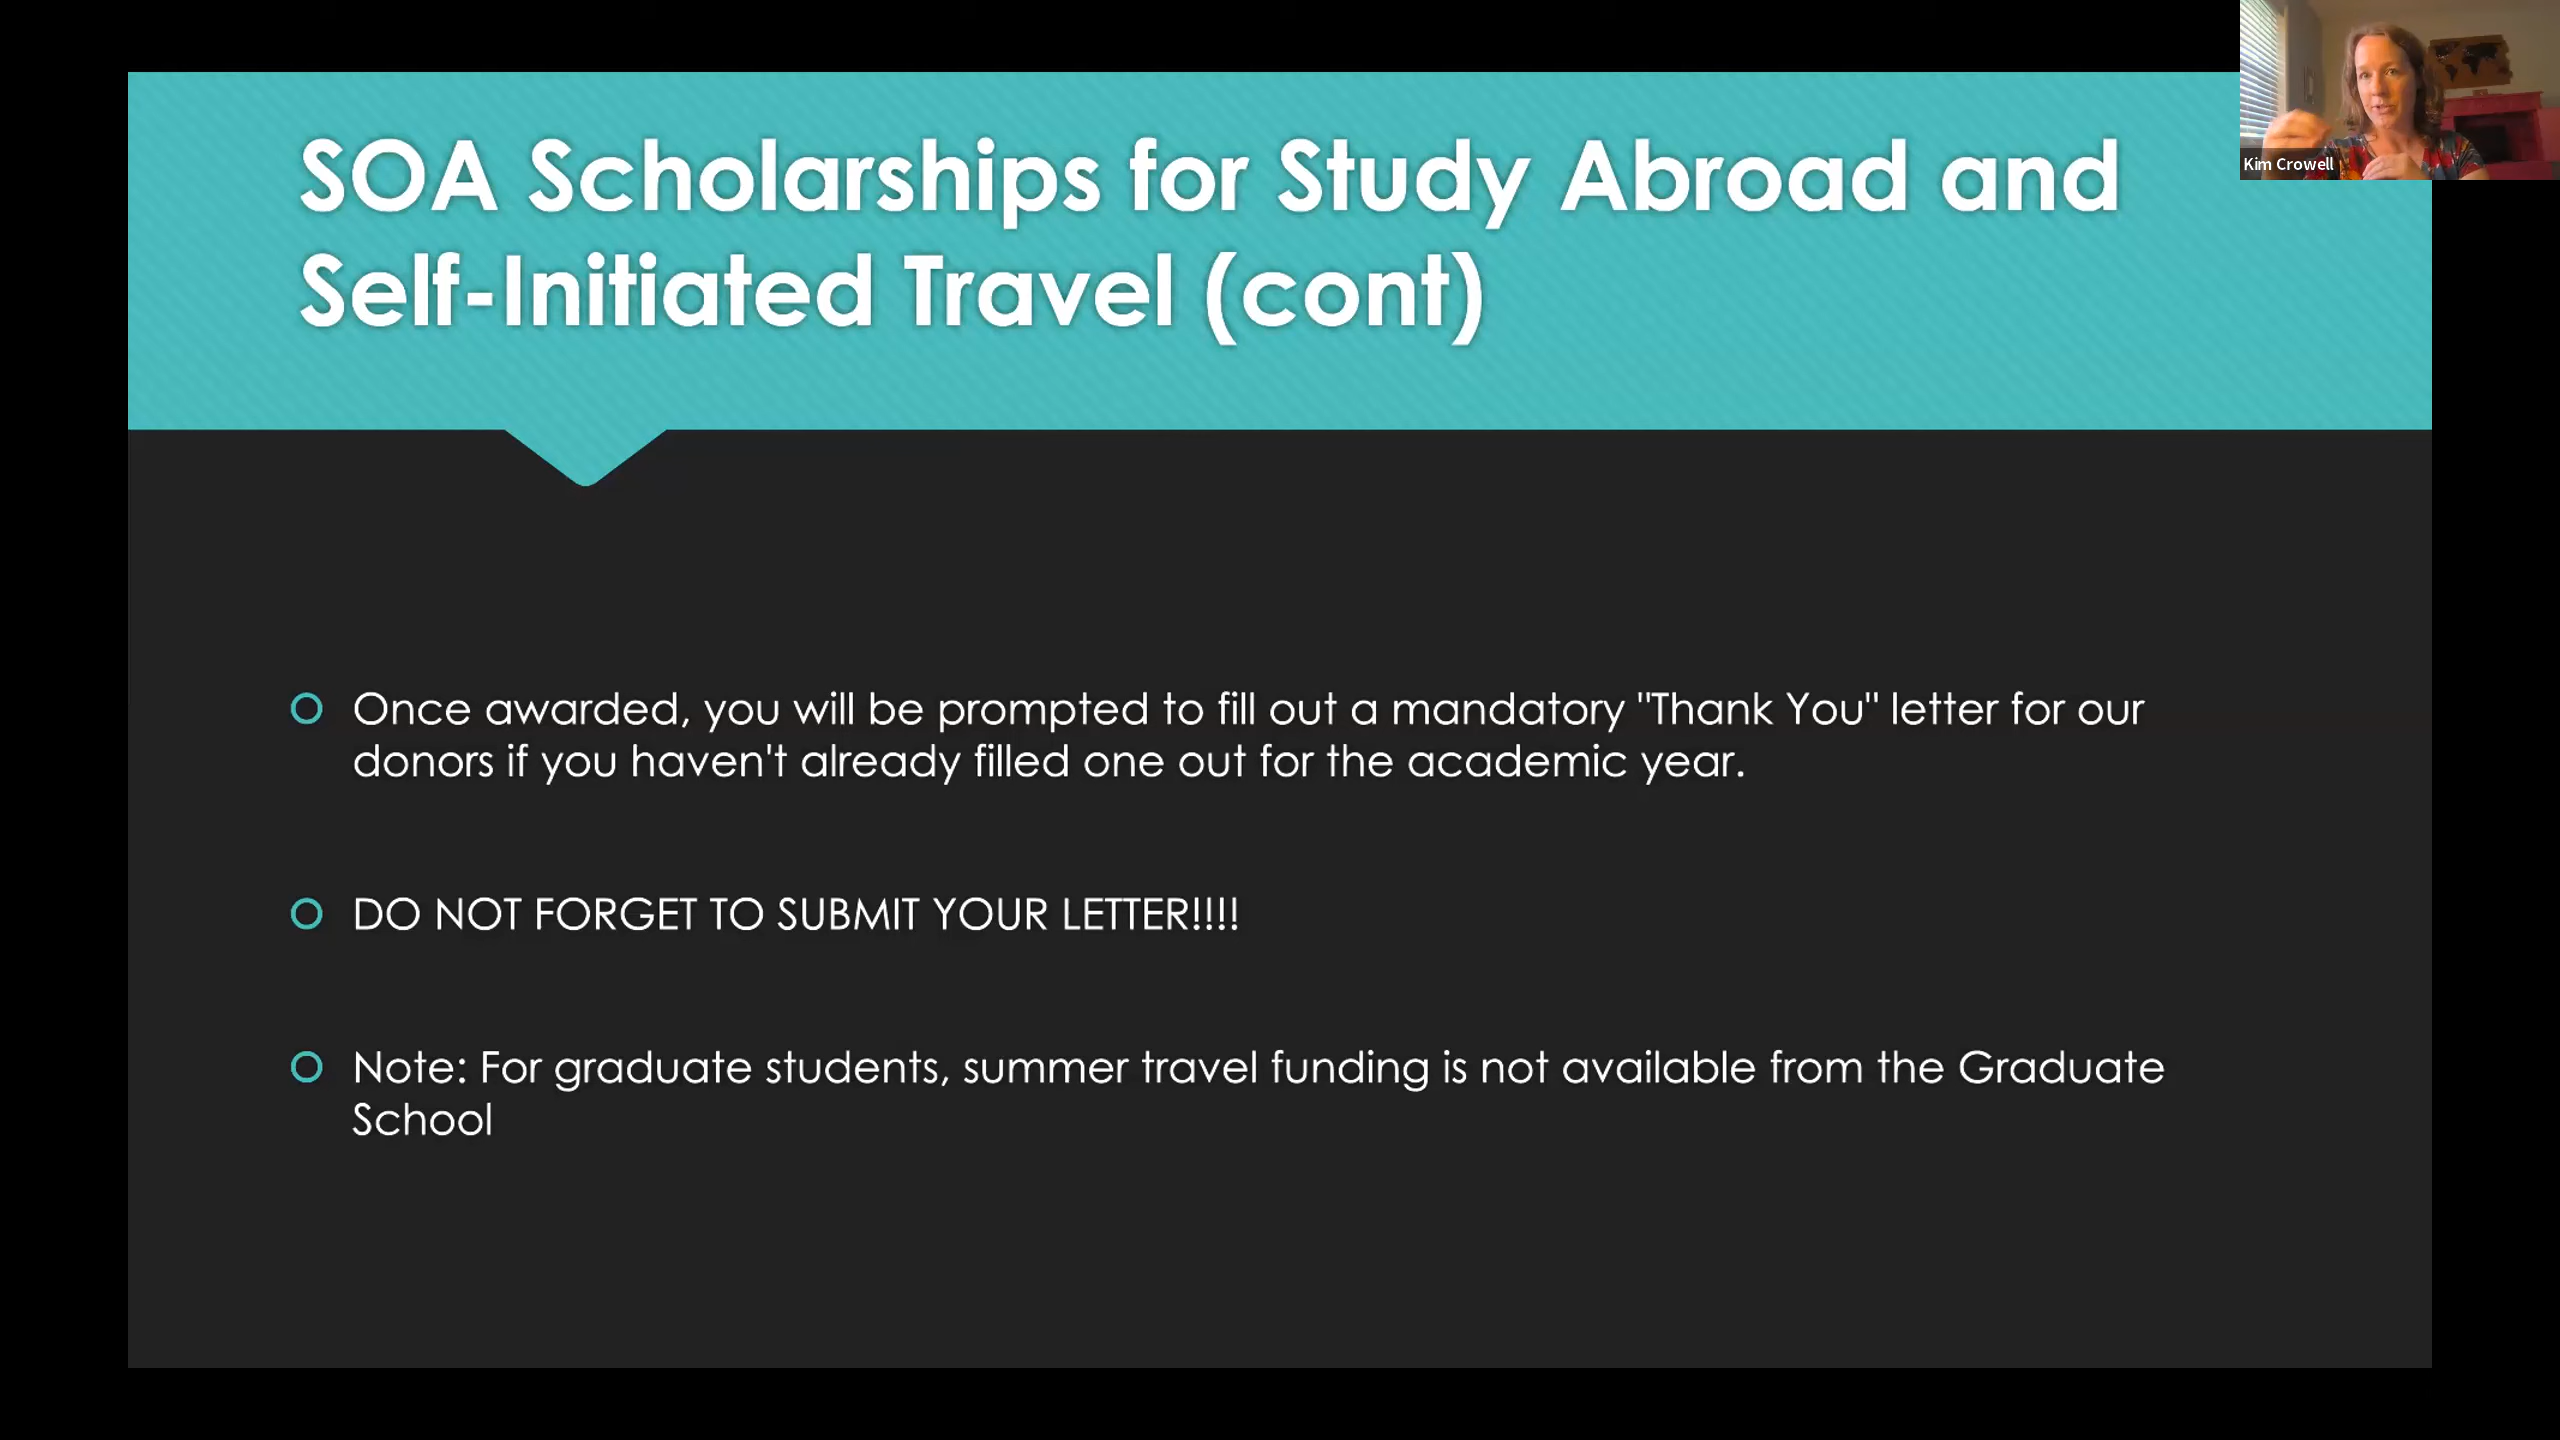 SOA Scholarships for Study Abroad and
Self-Initiated Travel (cont)
Kim Crowell
Once awarded, you will be prompted to fill out a mandatory "Thank You" letter for our
donors if you haven't already filled one out for the academic year.
DO NOT FORGET TO SUBMIT YOUR LETTER!!!!
Note: For graduate students, summer travel funding is not available from the Graduate
School